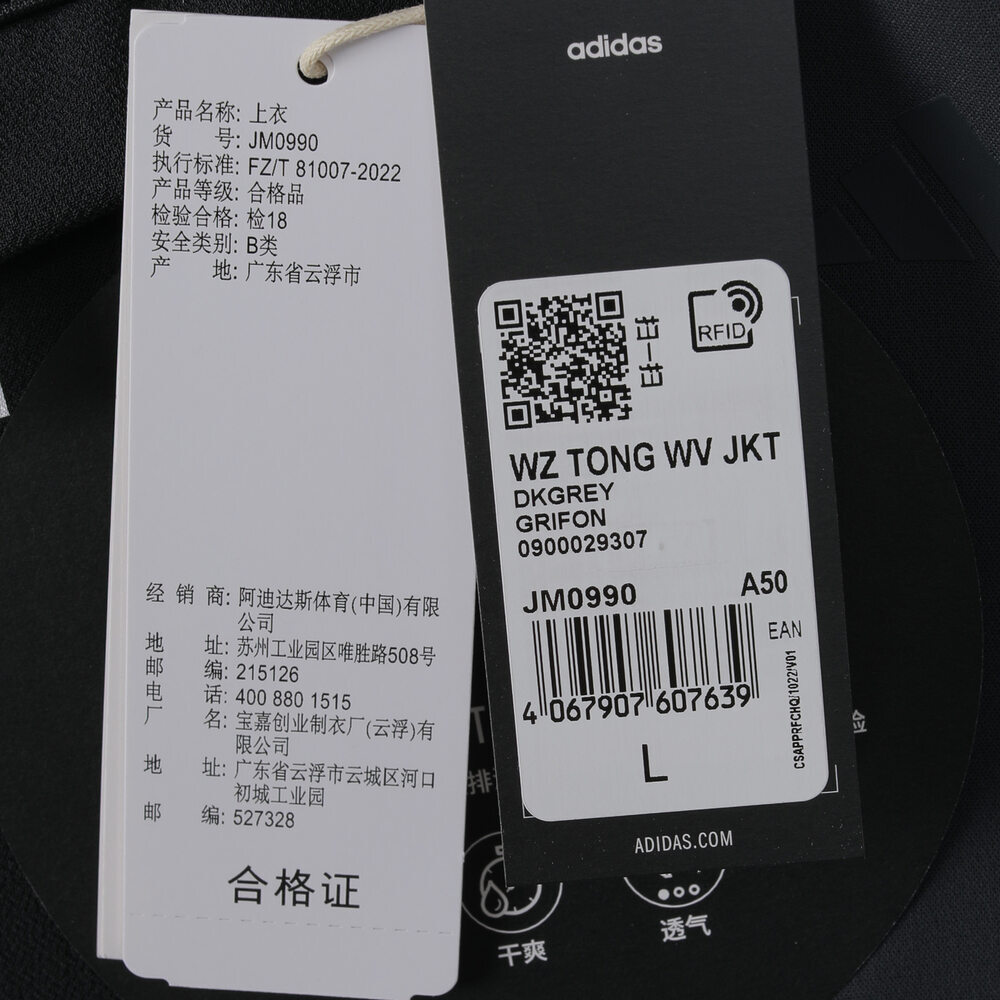 产品名称: 上衣
货 号: JM0990
执行标准: FZ/T 81007-2022
产品等级: 合格品
检验合格: 检18
安全类别: B类
产 地: 广东省云浮市
经 销 商: 阿迪达斯体育(中国)有限
公司
地 址: 苏州工业园区唯胜路508号
邮 编: 215126
电 话: 400 880 1515
厂 名: 宝嘉创业制衣厂(云浮)有
限公司
地 址: 广东省云浮市云城区河口
初城工业园
邮 编: 527328
合格证
adidas
扫一扫
RFID
WZ TONG WV JKT
DKGREY
GRIFON
0900029307
JM0990 A50
EAN
4 067907 607639
CSAPPRFCHQ/1022/V01
L
ADIDAS.COM
干爽
透气